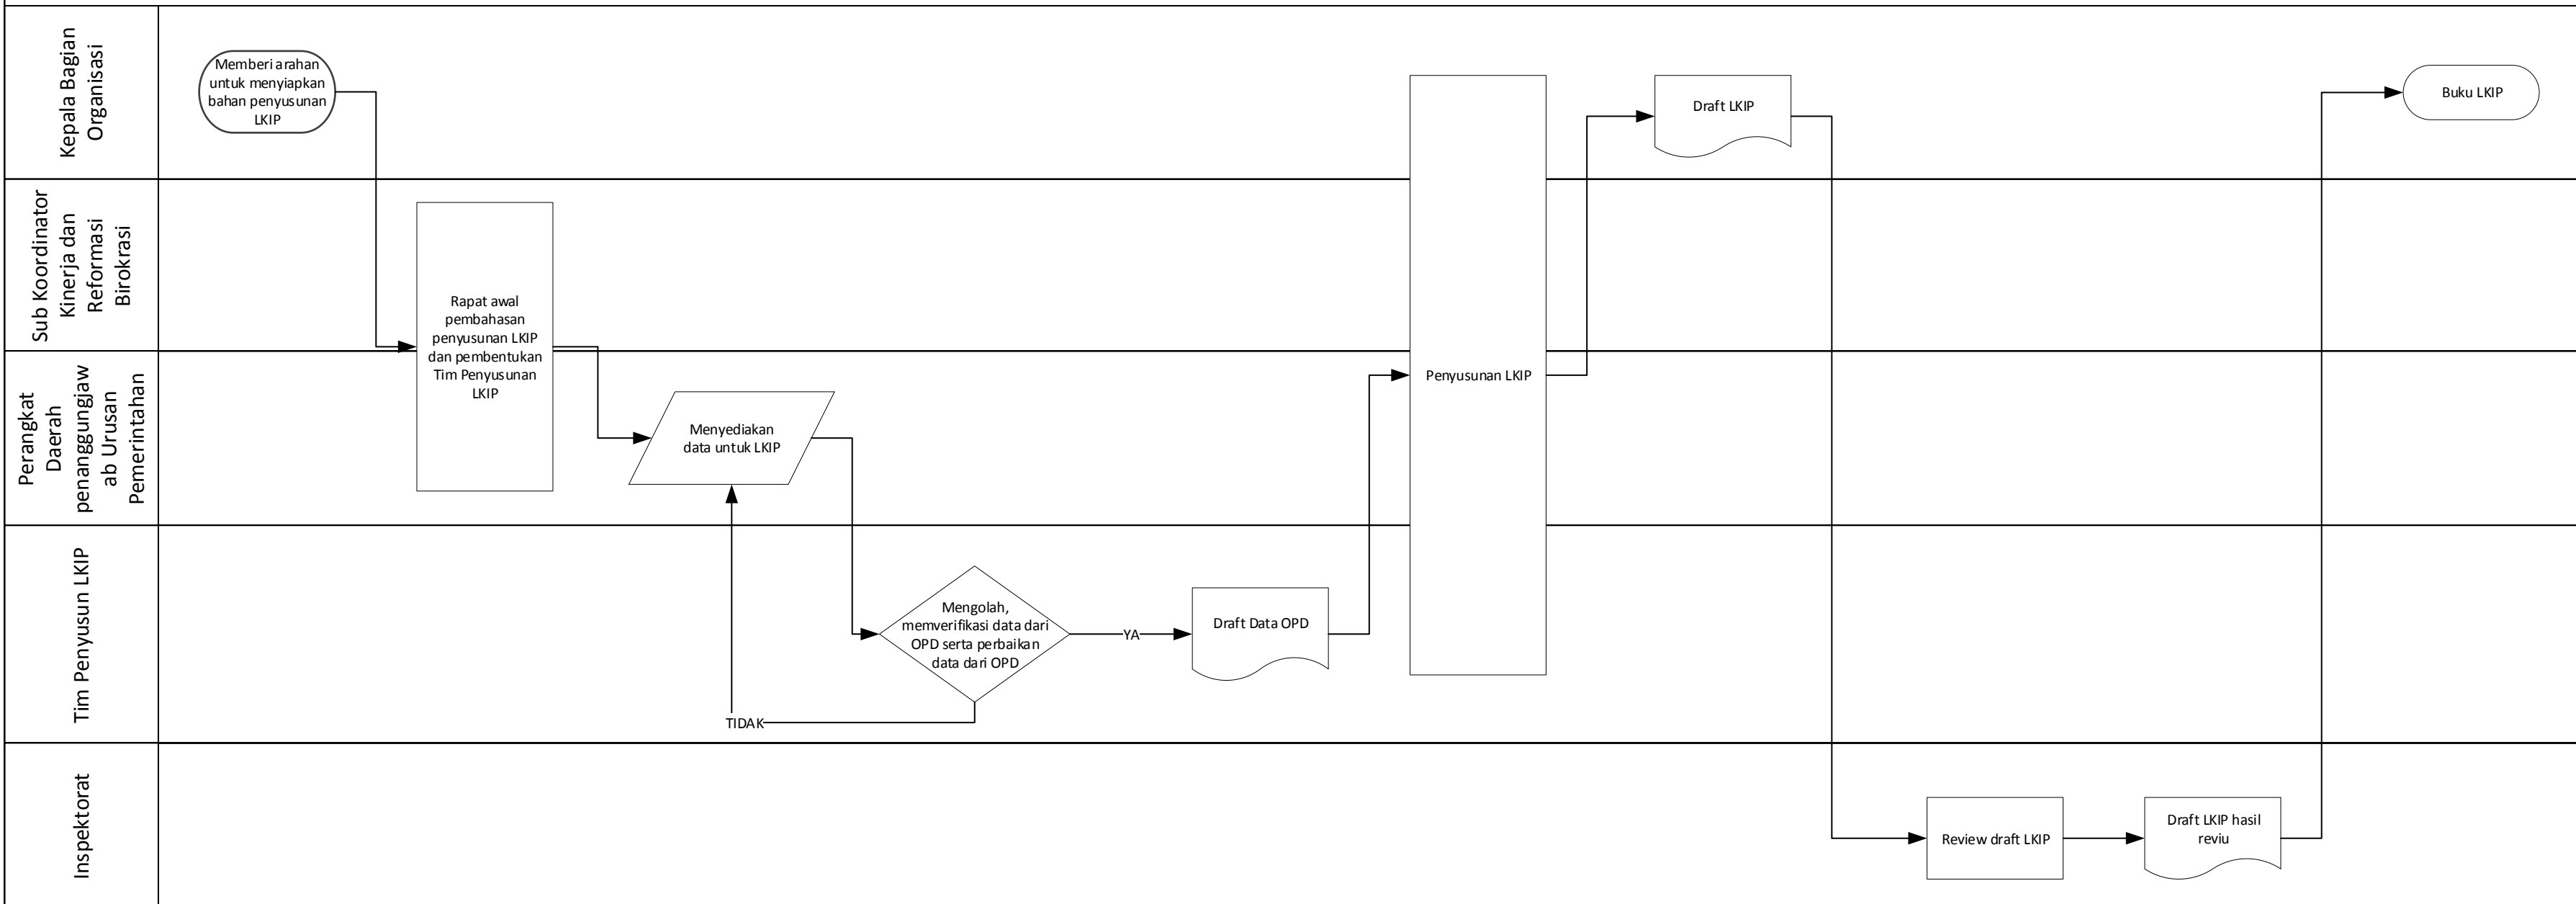 Kepala Bagian
Organisasi
Memberi arahan
untuk menyiapkan
bahan penyusunan
LKIP
Draft LKIP
Buku LKIP
Sub Koordinator
Kinerja dan
Reformasi
Birokrasi
Rapat awal
pembahasan
penyusunan LKIP
dan pembentukan
Tim Penyusunan
LKIP
Perangkat
Daerah
penanggungjaw
ab Urusan
Pemerintahan
Menyediakan
data untuk LKIP
Penyusunan LKIP
Tim Penyusun LKIP
Mengolah,
memverifikasi data dari
OPD serta perbaikan
data dari OPD
YA
Draft Data OPD
TIDAK
Inspektorat
Review draft LKIP
Draft LKIP hasil
reviu